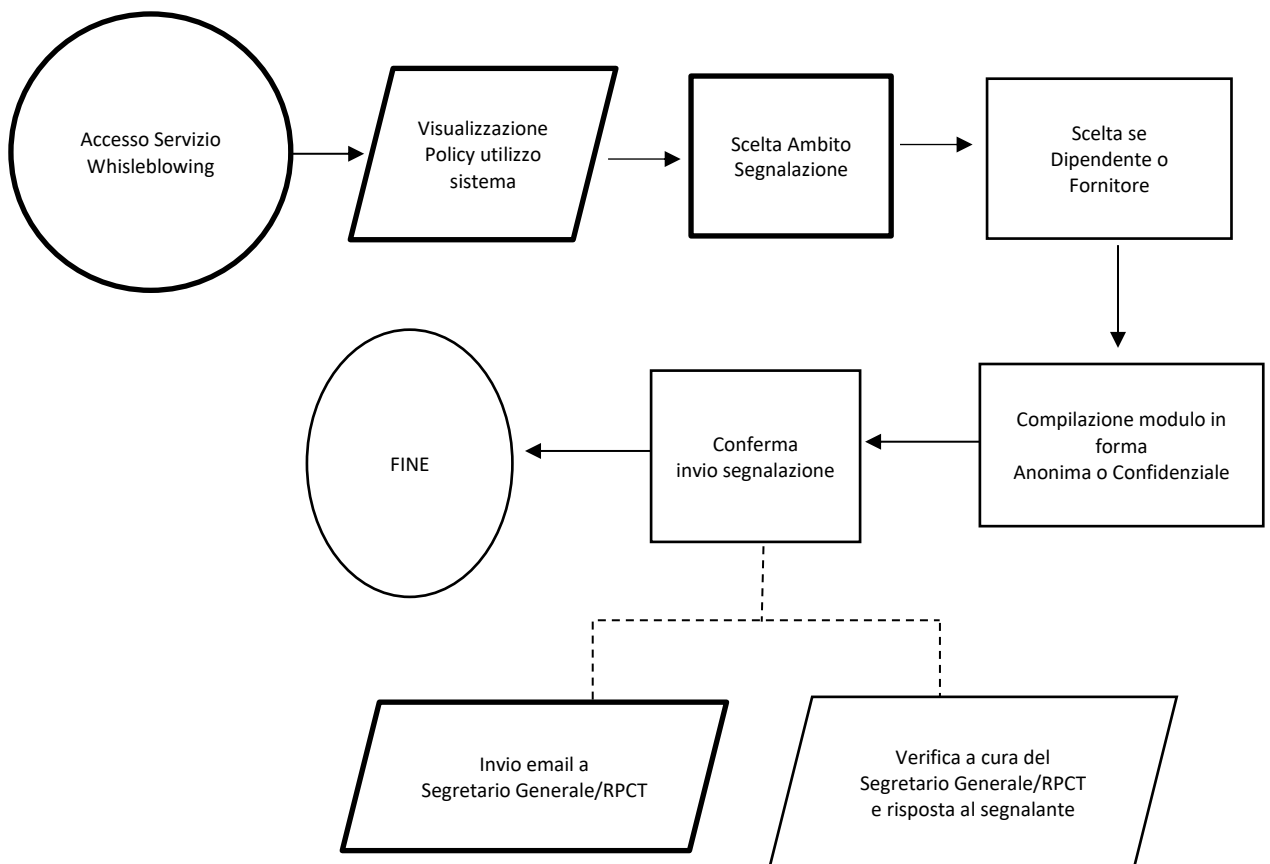 Accesso Servizio
Whisleblowing
Visualizzazione
Policy utilizzo
sistema
Scelta Ambito
Segnalazione
Scelta se
Dipendente o
Fornitore
Compilazione modulo in
forma
Anonima o Confidenziale
Conferma
invio segnalazione
FINE
Invio email a
Segretario Generale/RPCT
Verifica a cura del
Segretario Generale/RPCT
e risposta al segnalante